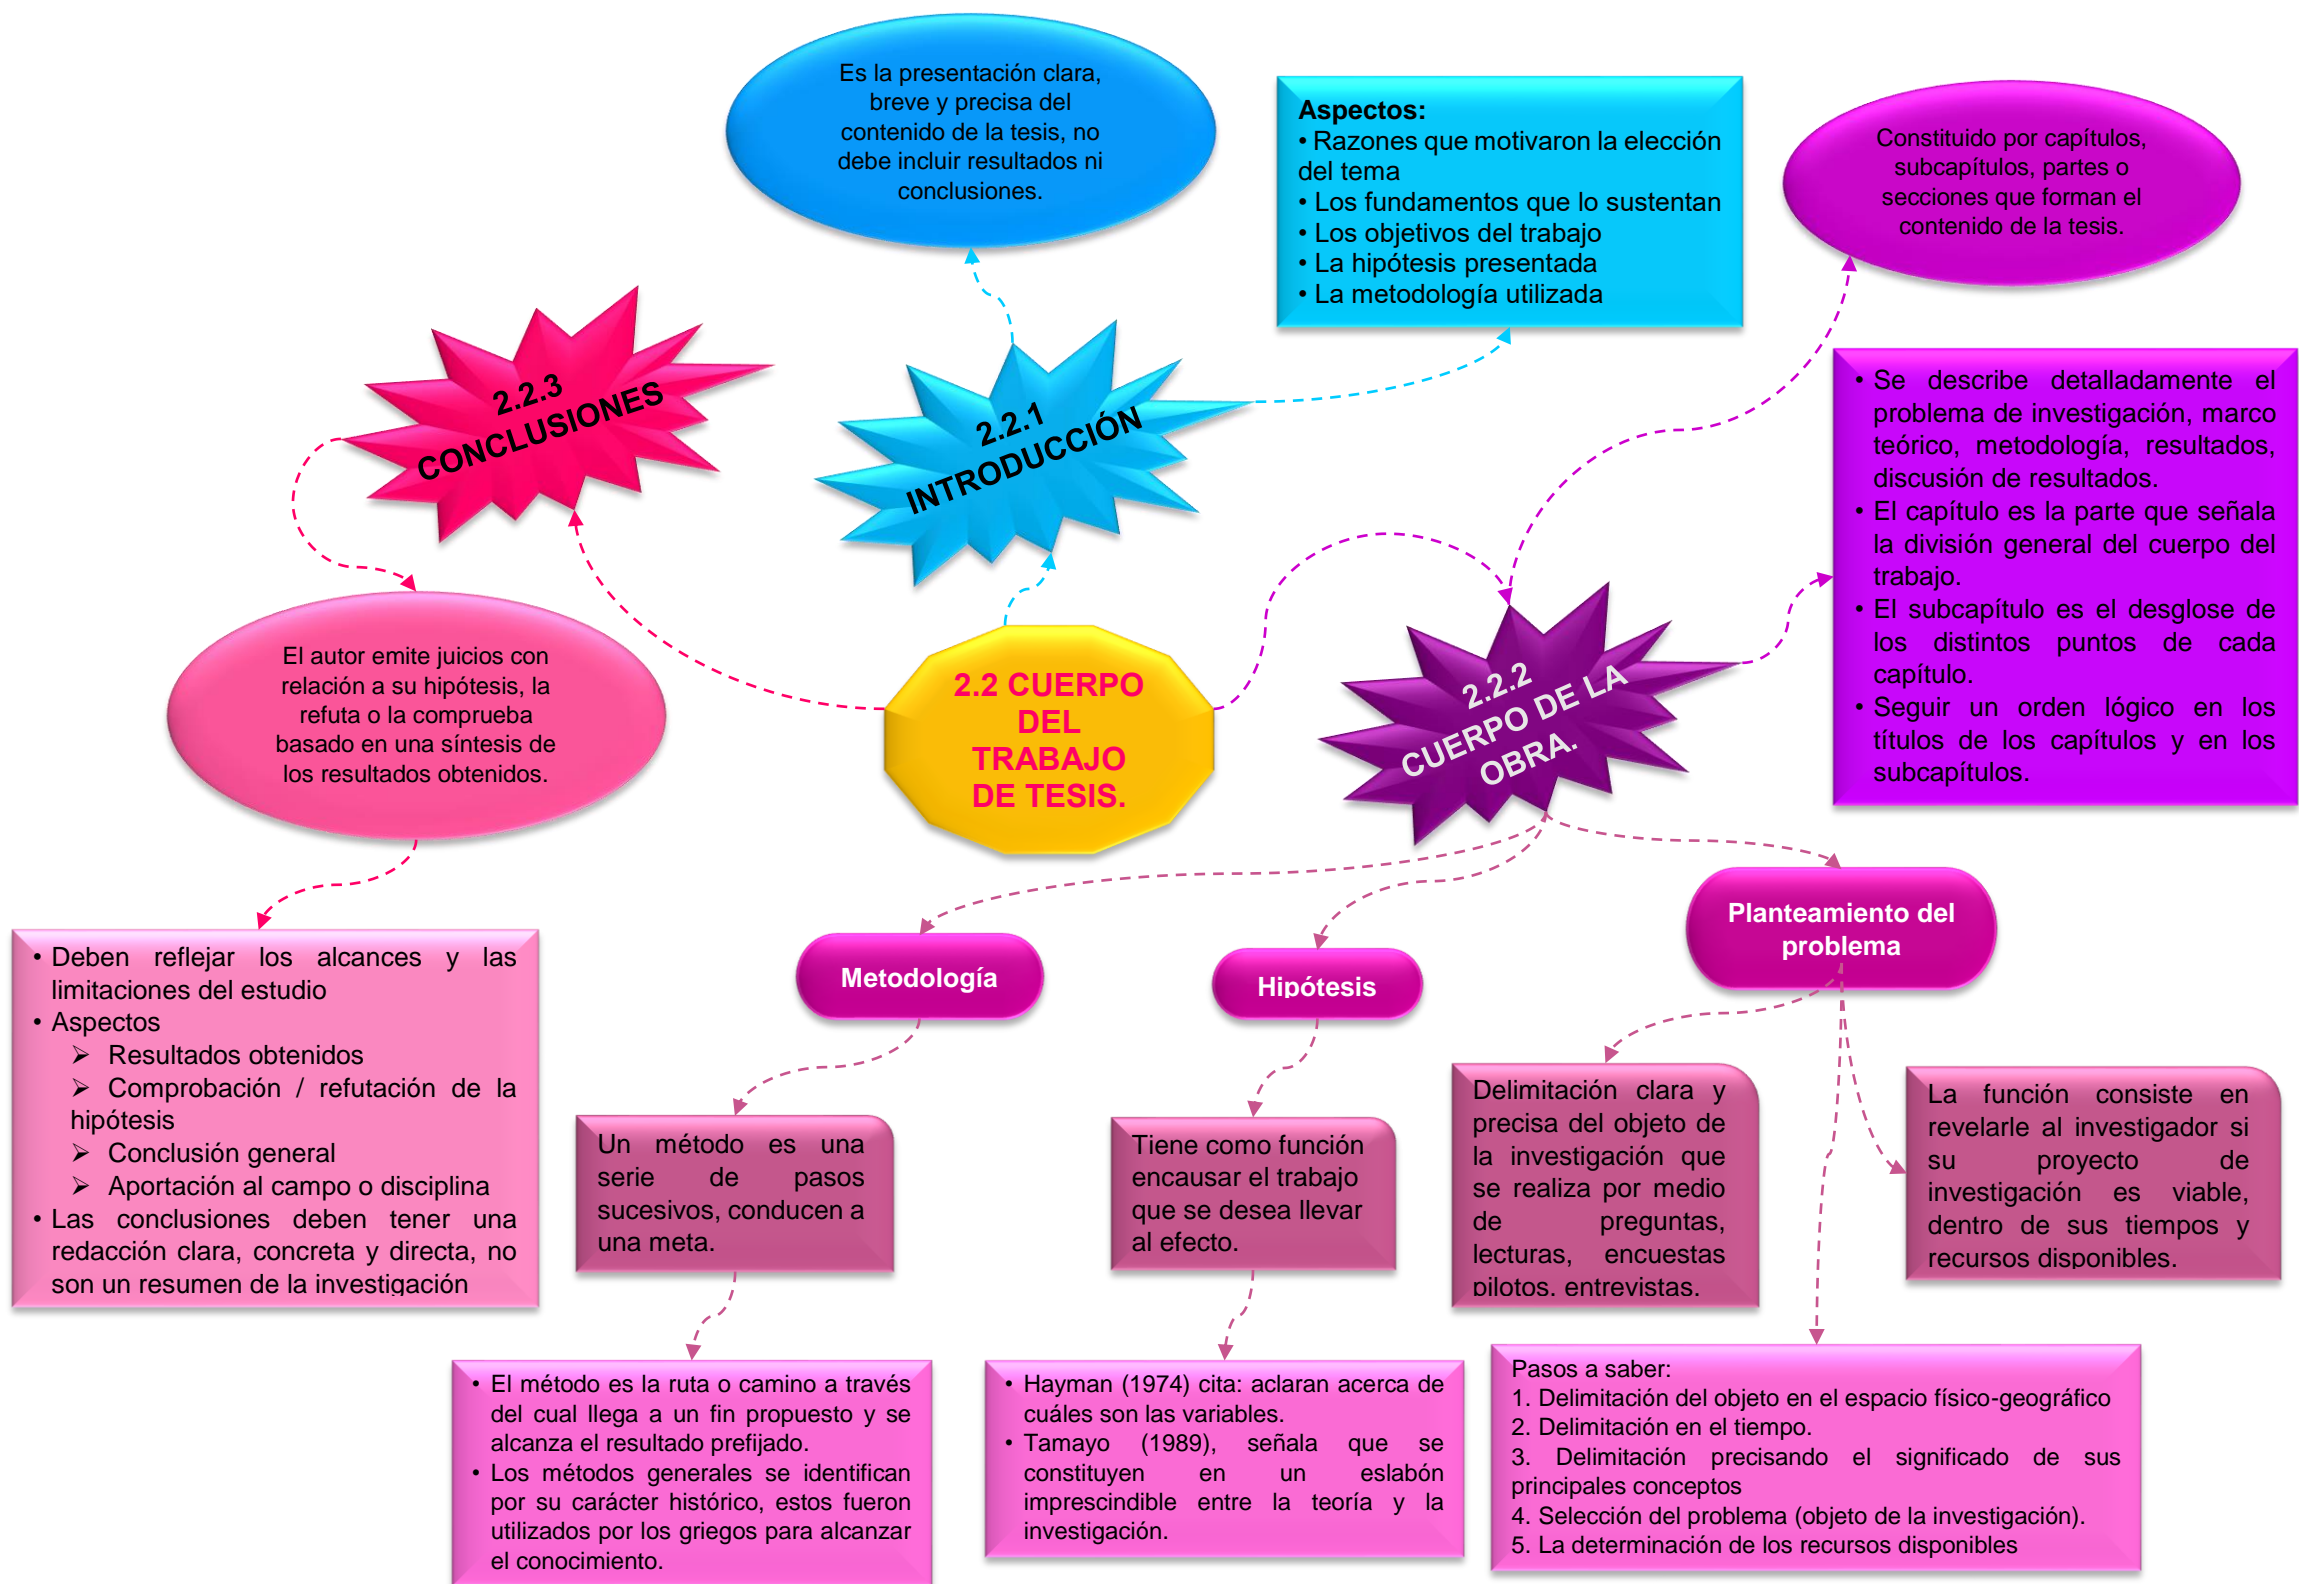 Es la presentación clara,
breve y precisa del
contenido de la tesis, no
debe incluir resultados ni
conclusiones.
Aspectos:
• Razones que motivaron la elección
del tema
• Los fundamentos que lo sustentan
• Los objetivos del trabajo
• La hipótesis presentada
• La metodología utilizada
Constituido por capítulos,
subcapítulos, partes o
secciones que forman el
contenido de la tesis.
2.2.3
CONCLUSIONES
2.2.1
INTRODUCCIÓN
• Se describe detalladamente el
problema de investigación, marco
teórico, metodología, resultados,
discusión de resultados.
• El capítulo es la parte que señala
la división general del cuerpo del
trabajo.
• El subcapítulo es el desglose de
los distintos puntos de cada
capítulo.
• Seguir un orden lógico en los
títulos de los capítulos y en los
subcapítulos.
El autor emite juicios con
relación a su hipótesis, la
refuta o la comprueba
basado en una síntesis de
los resultados obtenidos.
2.2 CUERPO
DEL
TRABAJO
DE TESIS.
2.2.2
CUERPO DE LA
OBRA.
Planteamiento del
problema
Metodología
Hipótesis
• Deben reflejar los alcances y las
limitaciones del estudio
• Aspectos
➢ Resultados obtenidos
➢ Comprobación / refutación de la
hipótesis
➢ Conclusión general
➢ Aportación al campo o disciplina
• Las conclusiones deben tener una
redacción clara, concreta y directa, no
son un resumen de la investigación
Un método es una
serie de pasos
sucesivos, conducen a
una meta.
Tiene como función
encausar el trabajo
que se desea llevar
al efecto.
Delimitación clara y
precisa del objeto de
la investigación que
se realiza por medio
de preguntas,
lecturas, encuestas
pilotos, entrevistas.
La función consiste en
revelarle al investigador si
su proyecto de
investigación es viable,
dentro de sus tiempos y
recursos disponibles.
• El método es la ruta o camino a través
del cual llega a un fin propuesto y se
alcanza el resultado prefijado.
• Los métodos generales se identifican
por su carácter histórico, estos fueron
utilizados por los griegos para alcanzar
el conocimiento.
• Hayman (1974) cita: aclaran acerca de
cuáles son las variables.
• Tamayo (1989), señala que se
constituyen en un eslabón
imprescindible entre la teoría y la
investigación.
Pasos a saber:
1. Delimitación del objeto en el espacio físico-geográfico
2. Delimitación en el tiempo.
3. Delimitación precisando el significado de sus
principales conceptos
4. Selección del problema (objeto de la investigación).
5. La determinación de los recursos disponibles